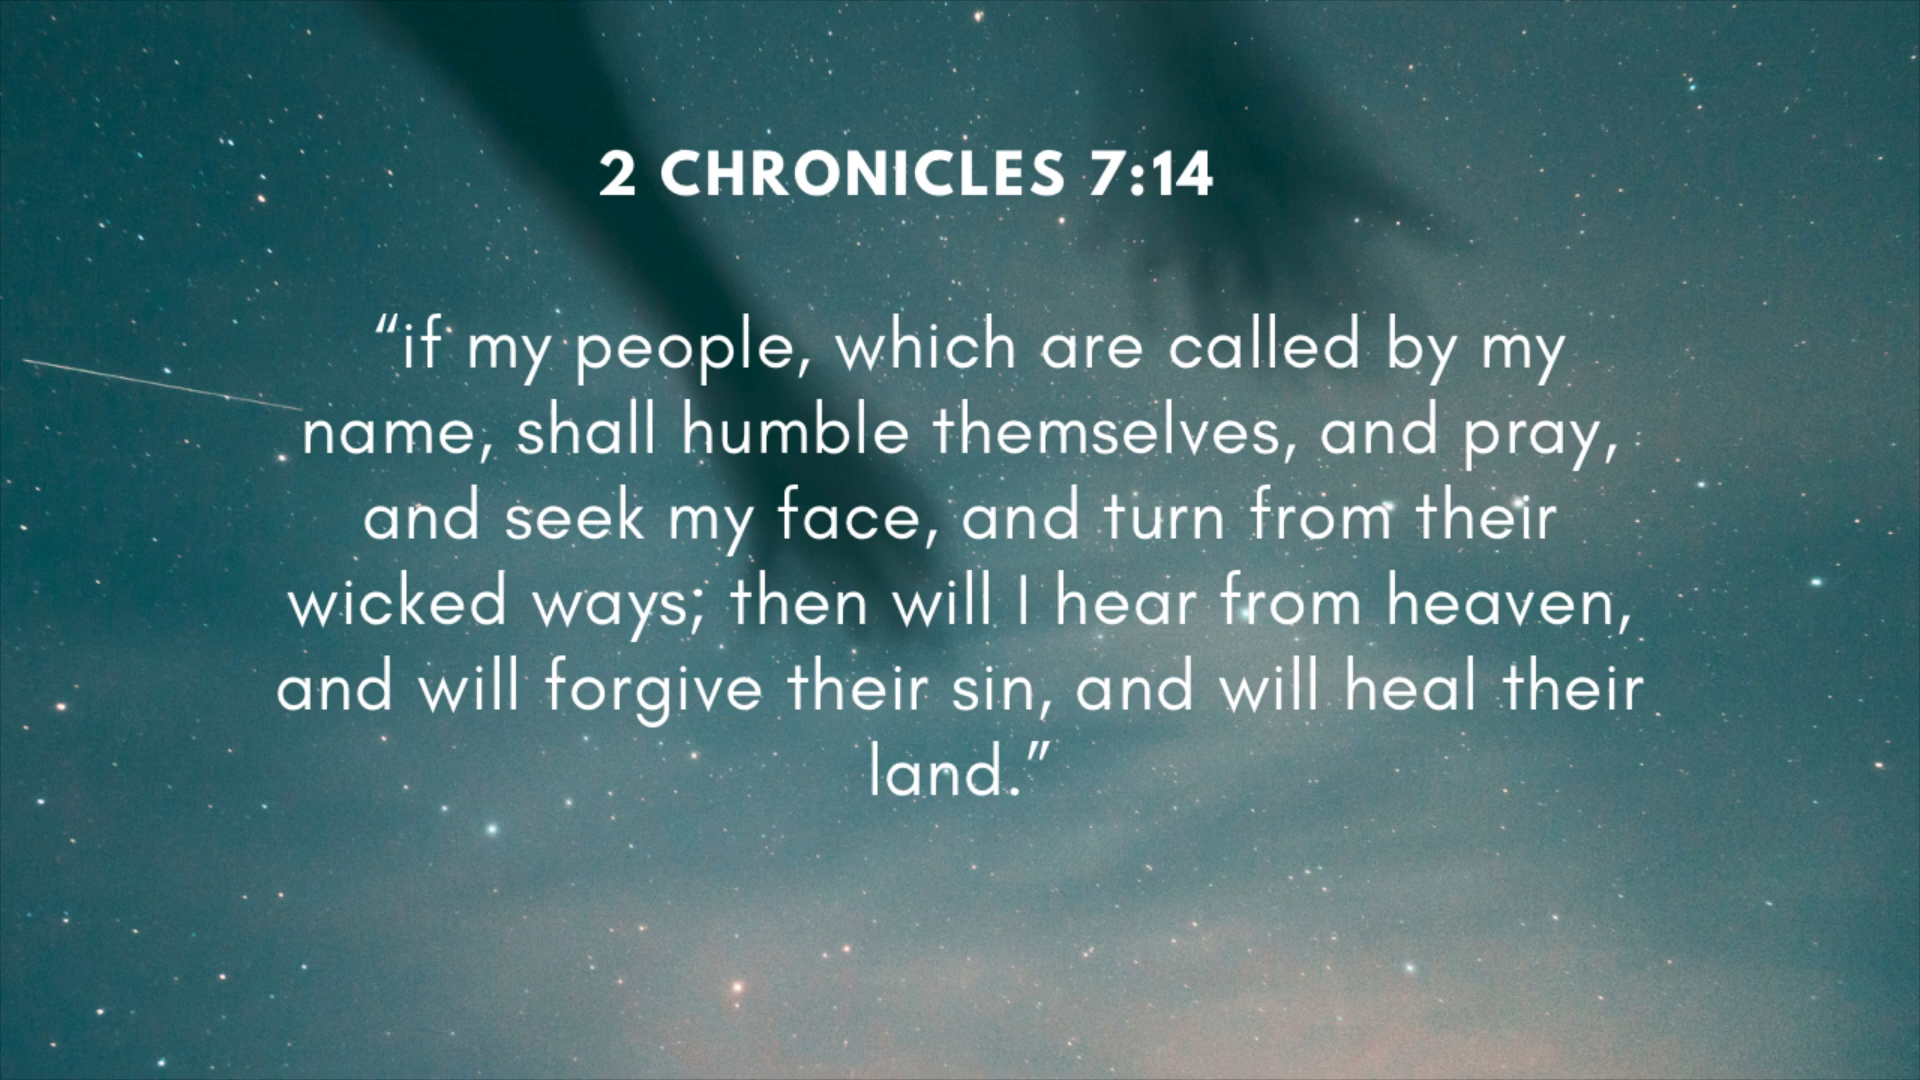 2 CHRONICLES 7:14
“if my people, which are called by my
name, shall humble themselves, and pray,
and seek my face, and turn from their
wicked ways; then will I hear from heaven,
and will forgive their sin, and will heal their
land.”